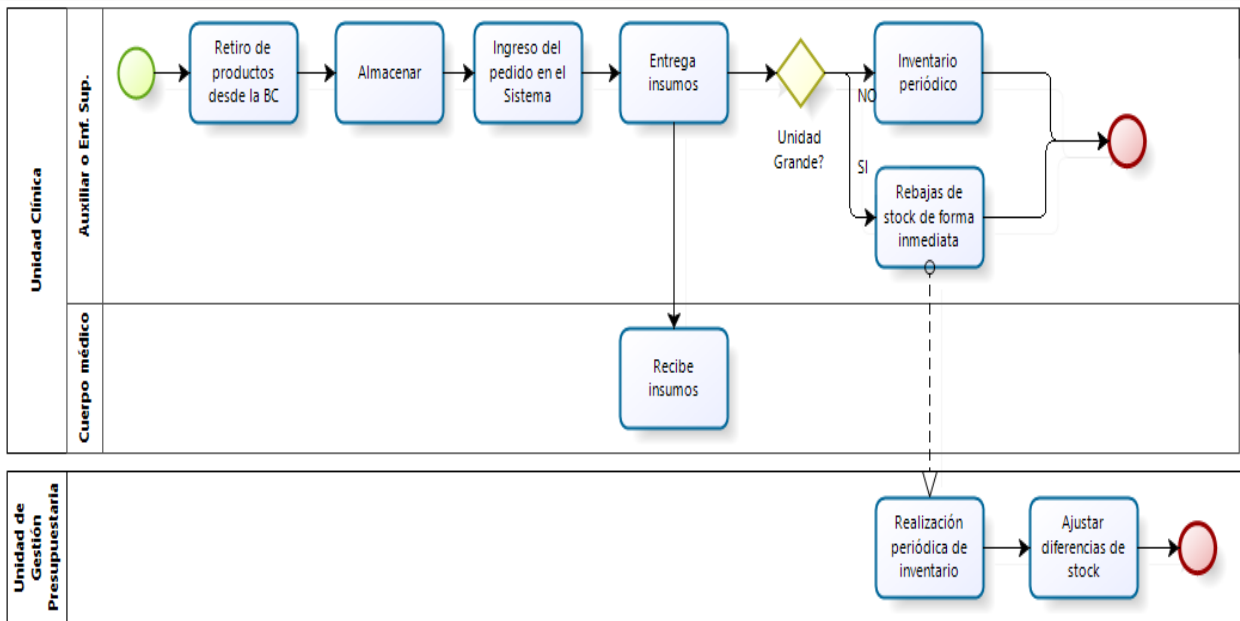 Unidad Clínica
Auxiliar o Enf. Sup.
Retiro de
productos
desde la BC
Almacenar
Ingreso del
pedido en el
Sistema
Entrega
insumos
Unidad
Grande?
NO
SI
Inventario
periódico
Rebajas de
stock de forma
inmediata
Cuerpo médico
Recibe
insumos
Unidad de
Gestión
Presupuestaria
Realización
periódica de
inventario
Ajustar
diferencias de
stock